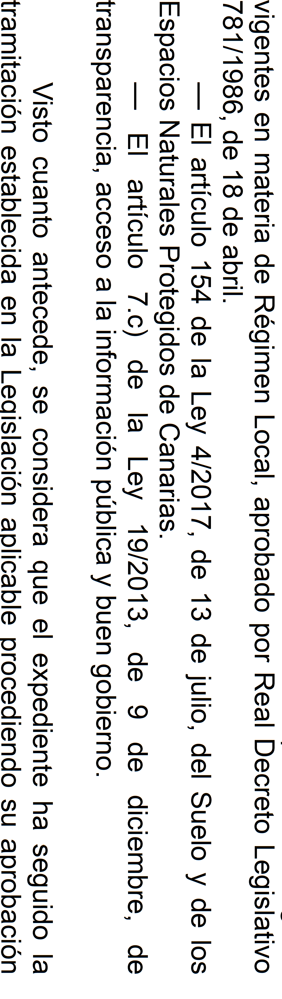 vigentes en materia de Régimen Local, aprobado por Real Decreto Legislativo
781/1986, de 18 de abril.
— El artículo 154 de la Ley 4/2017, de 13 de julio, del Suelo y de los
Espacios Naturales Protegidos de Canarias.
— El artículo 7.c) de la Ley 19/2013, de 9 de diciembre, de
transparencia, acceso a la información pública y buen gobierno.
Visto cuanto antecede, se considera que el expediente ha seguido la
tramitación establecida en la Legislación aplicable procediendo su aprobación